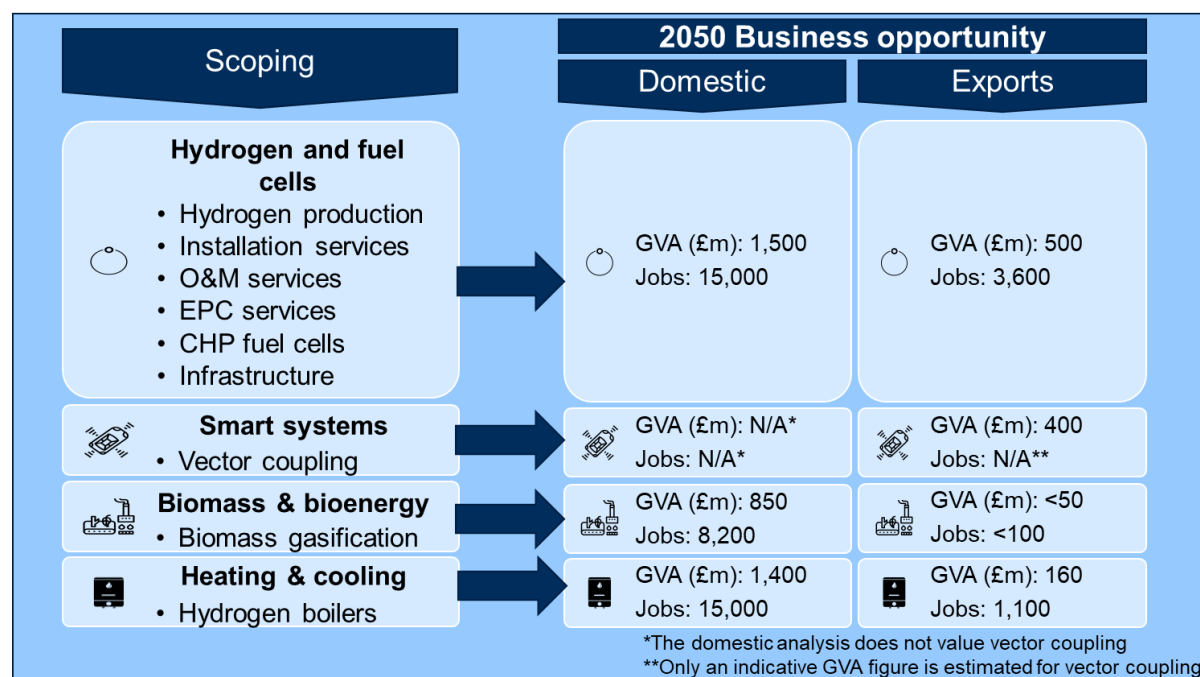 Scoping
2050 Business opportunity
Domestic
Exports
Hydrogen and fuel
cells
• Hydrogen production
• Installation services
• O&M services
• EPC services
• CHP fuel cells
• Infrastructure
GVA (£m): 1,500
Jobs: 15,000
GVA (£m): 500
Jobs: 3,600
Smart systems
• Vector coupling
GVA (£m): N/A*
Jobs: N/A*
GVA (£m): 400
Jobs: N/A**
Biomass & bioenergy
• Biomass gasification
GVA (£m): 850
Jobs: 8,200
GVA (£m): <50
Jobs: <100
Heating & cooling
• Hydrogen boilers
GVA (£m): 1,400
Jobs: 15,000
GVA (£m): 160
Jobs: 1,100
*The domestic analysis does not value vector coupling
**Only an indicative GVA figure is estimated for vector coupling